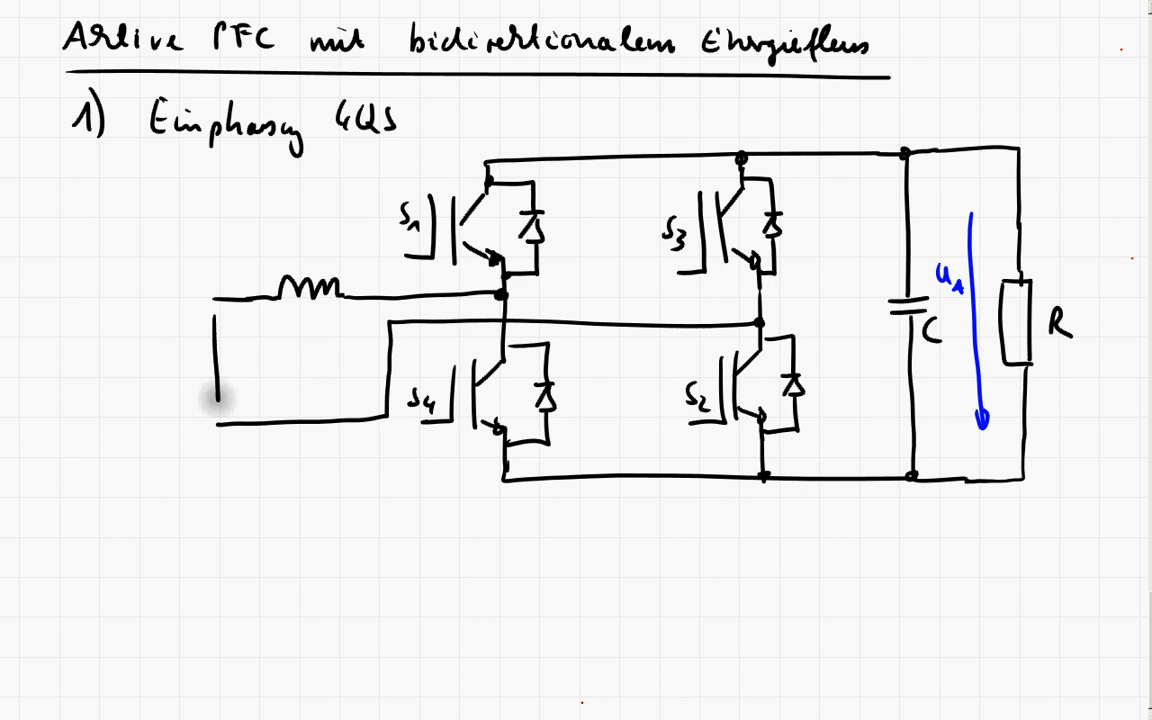 Aktive PFC mit bidirektionalem Energiefluss
1) Einphasig 4QS
S1
S3
uA
C
R
S4
S2